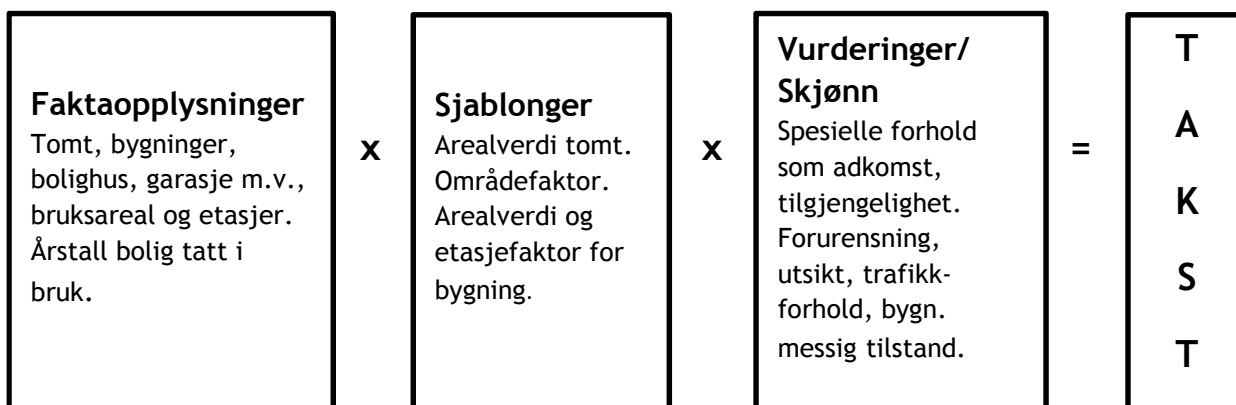 Faktaopplysninger
Tomt, bygninger,
bolighus, garasje m.v.,
bruksareal og etasjer.
Årstall bolig tatt i
bruk.
x
Sjablonger
Arealverdi tomt.
Områdefaktor.
Arealverdi og
etasjefaktor for
bygning.
x
Vurderinger/
Skjønn
Spesielle forhold
som adkomst,
tilgjengelighet.
Forurensning,
utsikt, trafikk-
forhold, bygn.
messig tilstand.
=
T
A
K
S
T